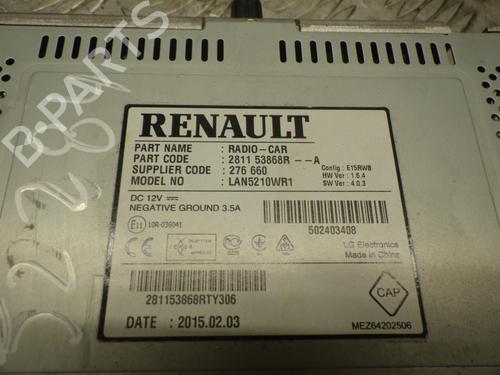 RENAULT
PART NAME : RADIO-CAR
PART CODE : 2811 53868R --A
SUPPLIER CODE : 276 660
MODEL NO : LAN5210WR1
Config : E15RWB
HW Ver : 1.6.4
SW Ver : 4.0.3
DC 12V
NEGATIVE GROUND 3.5A
E11 10R-036041
502403408
LG Electronics
Made in China
281153868RTY306
DATE : 2015.02.03
CAP
MEZ64202506
B-PARTS